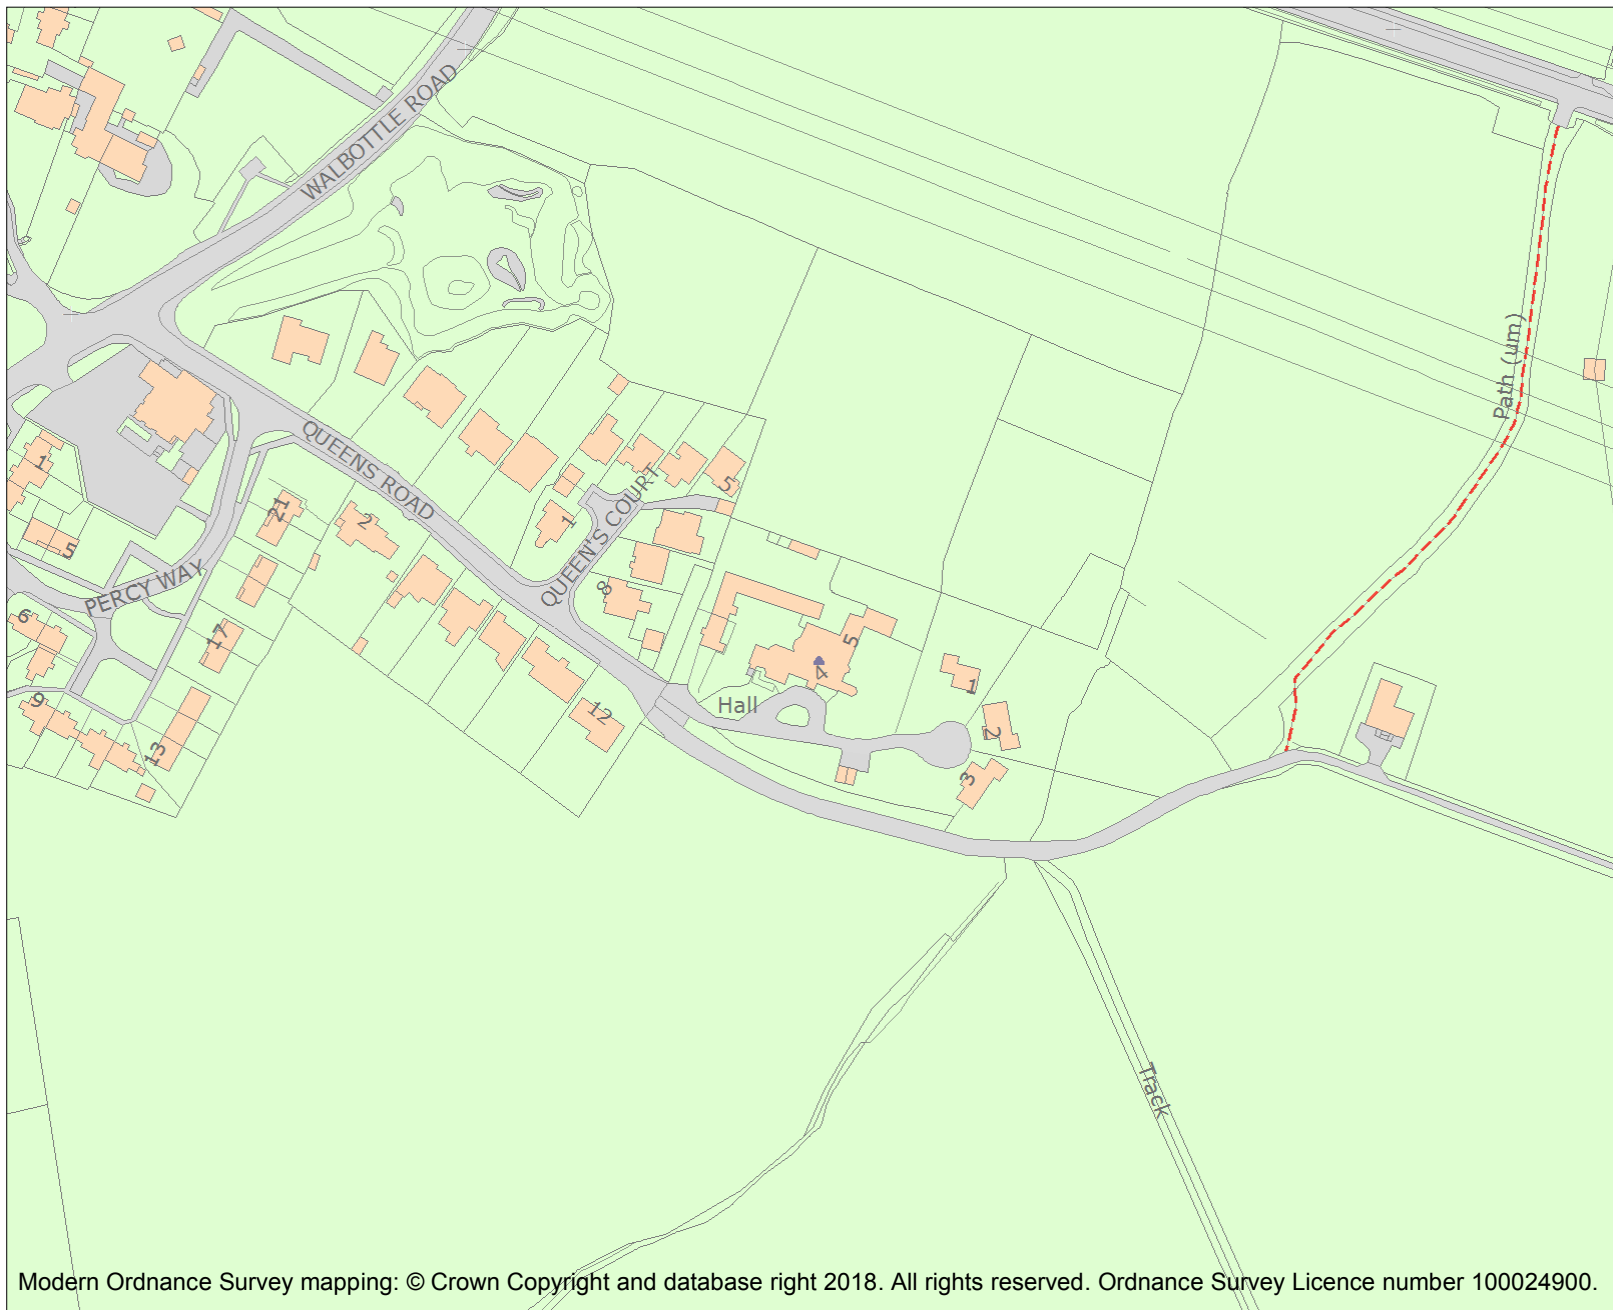 WALBOTTLE ROAD
Path (um)
QUEENS ROAD
1
5
21
2
1
QUEEN'S COURT
5
PERCY WAY
8
6
17
5
4
1
9
Hall
12
2
13
3
Track
Modern Ordnance Survey mapping: © Crown Copyright and database right 2018. All rights reserved. Ordnance Survey Licence number 100024900.